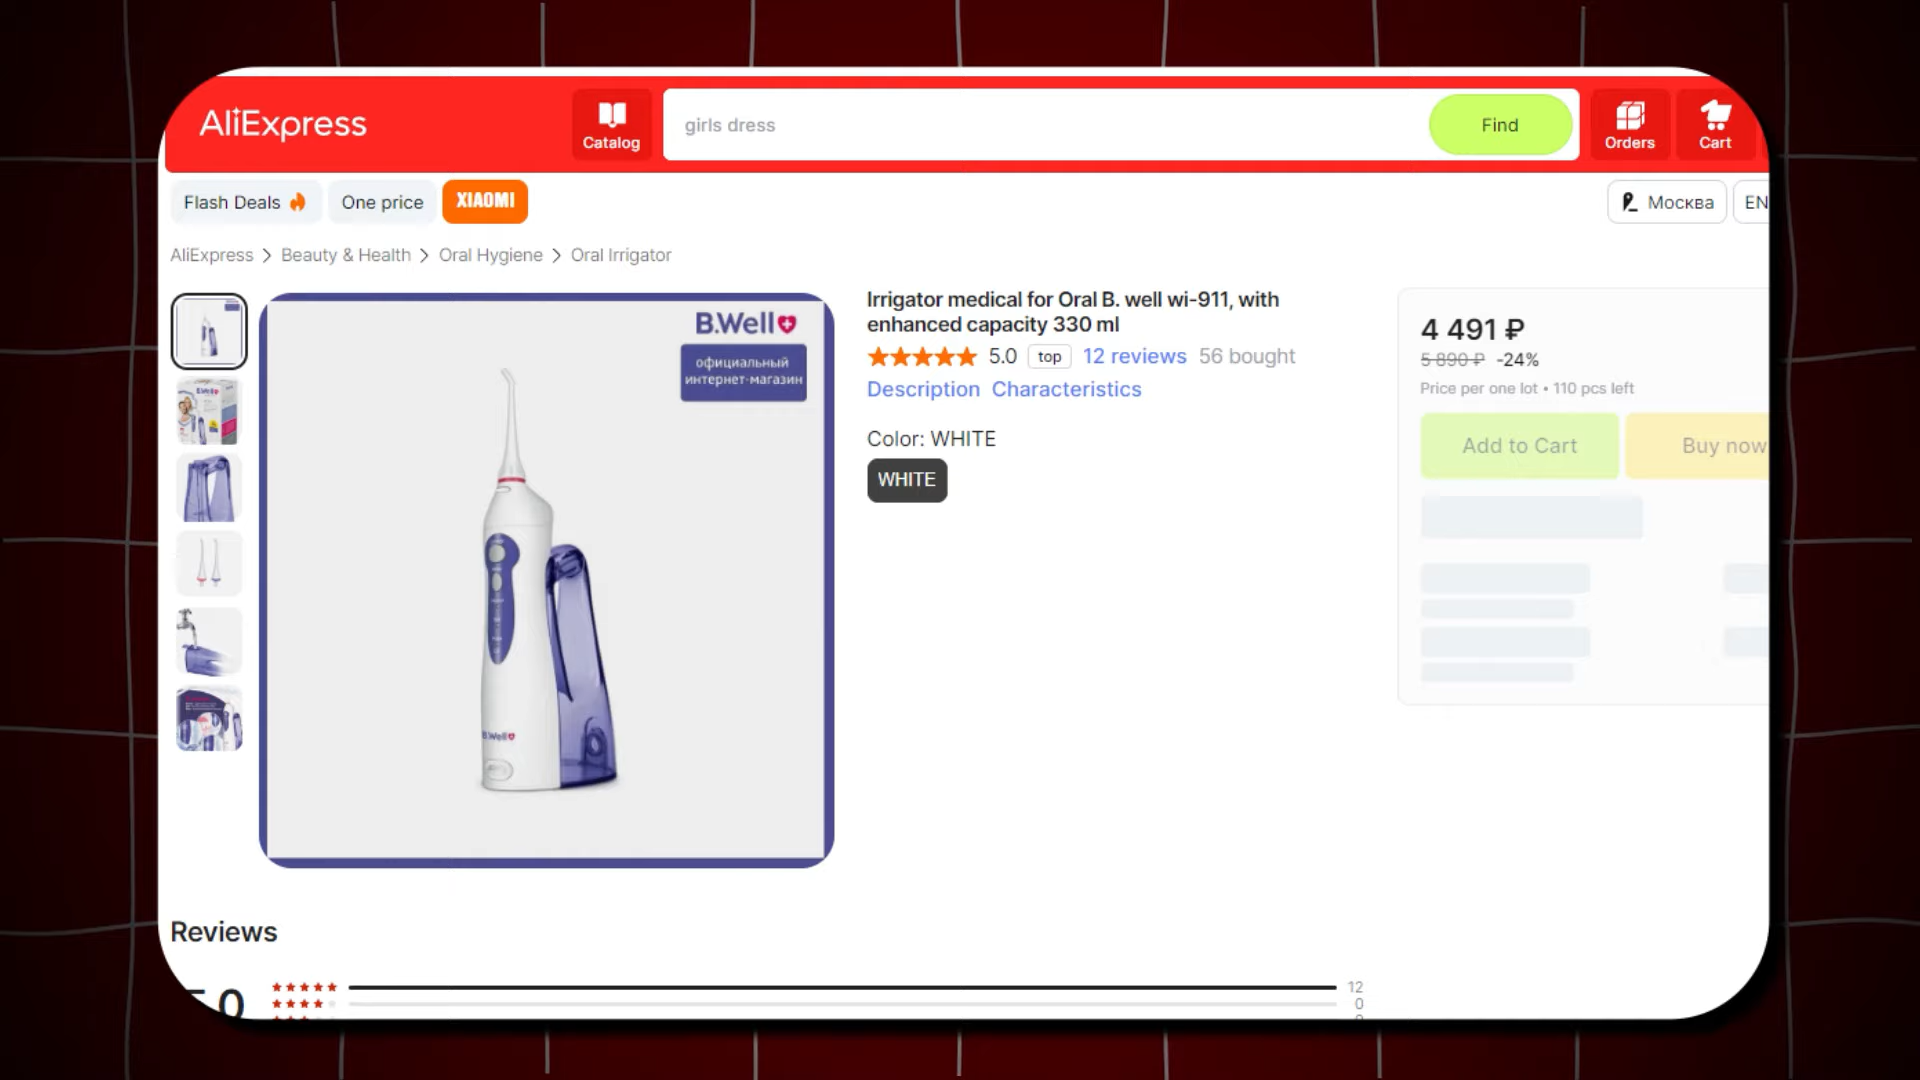 AliExpress
Catalog
girls dress
Find
Orders
Cart
Flash Deals
One price
XIAOMI
Москва
EN
AliExpress > Beauty & Health > Oral Hygiene > Oral Irrigator
B.Well
официальный
интернет-магазин
B.Well
Irrigator medical for Oral B. well wi-911, with
enhanced capacity 330 ml
5.0 top 12 reviews 56 bought
Description Characteristics
Color: WHITE
WHITE
4 491 ₽
5 890 ₽ -24%
Price per one lot • 110 pcs left
Add to Cart
Buy now
Reviews
12
0